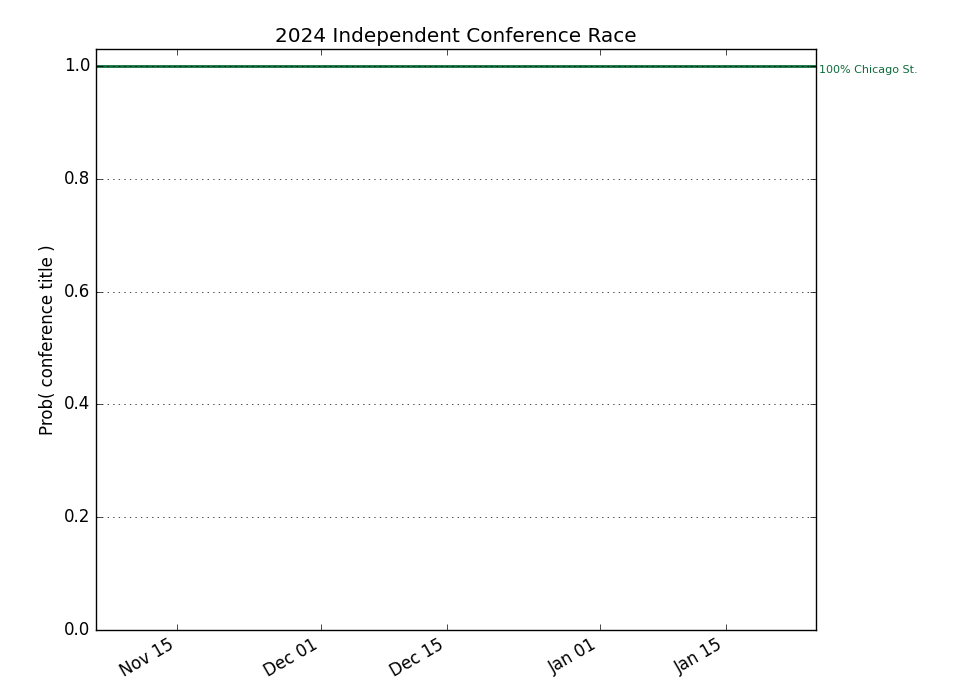 2024 Independent Conference Race
1.0
100% Chicago St.
0.8
0.6
Prob( conference title )
0.4
0.2
0.0
Nov 15
Dec 01
Dec 15
Jan 01
Jan 15